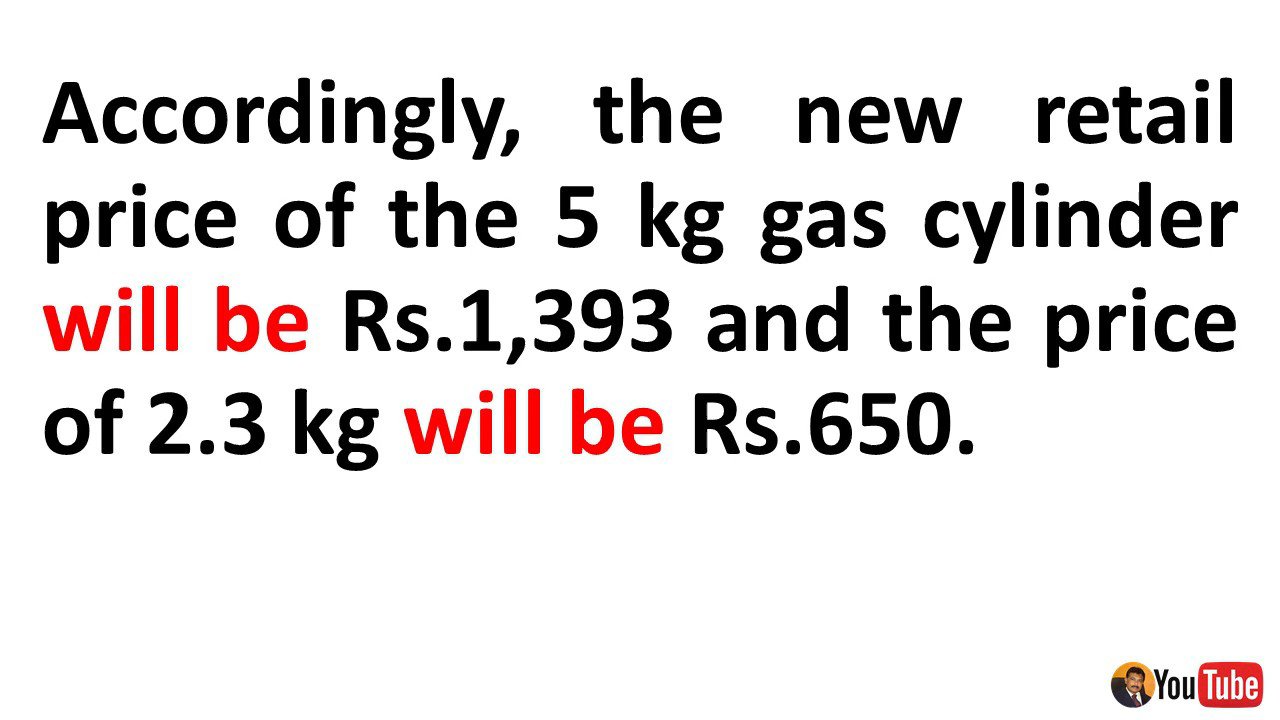 Accordingly, the new retail
price of the 5 kg gas cylinder
will be Rs.1,393 and the price
of 2.3 kg will be Rs.650.
YouTube